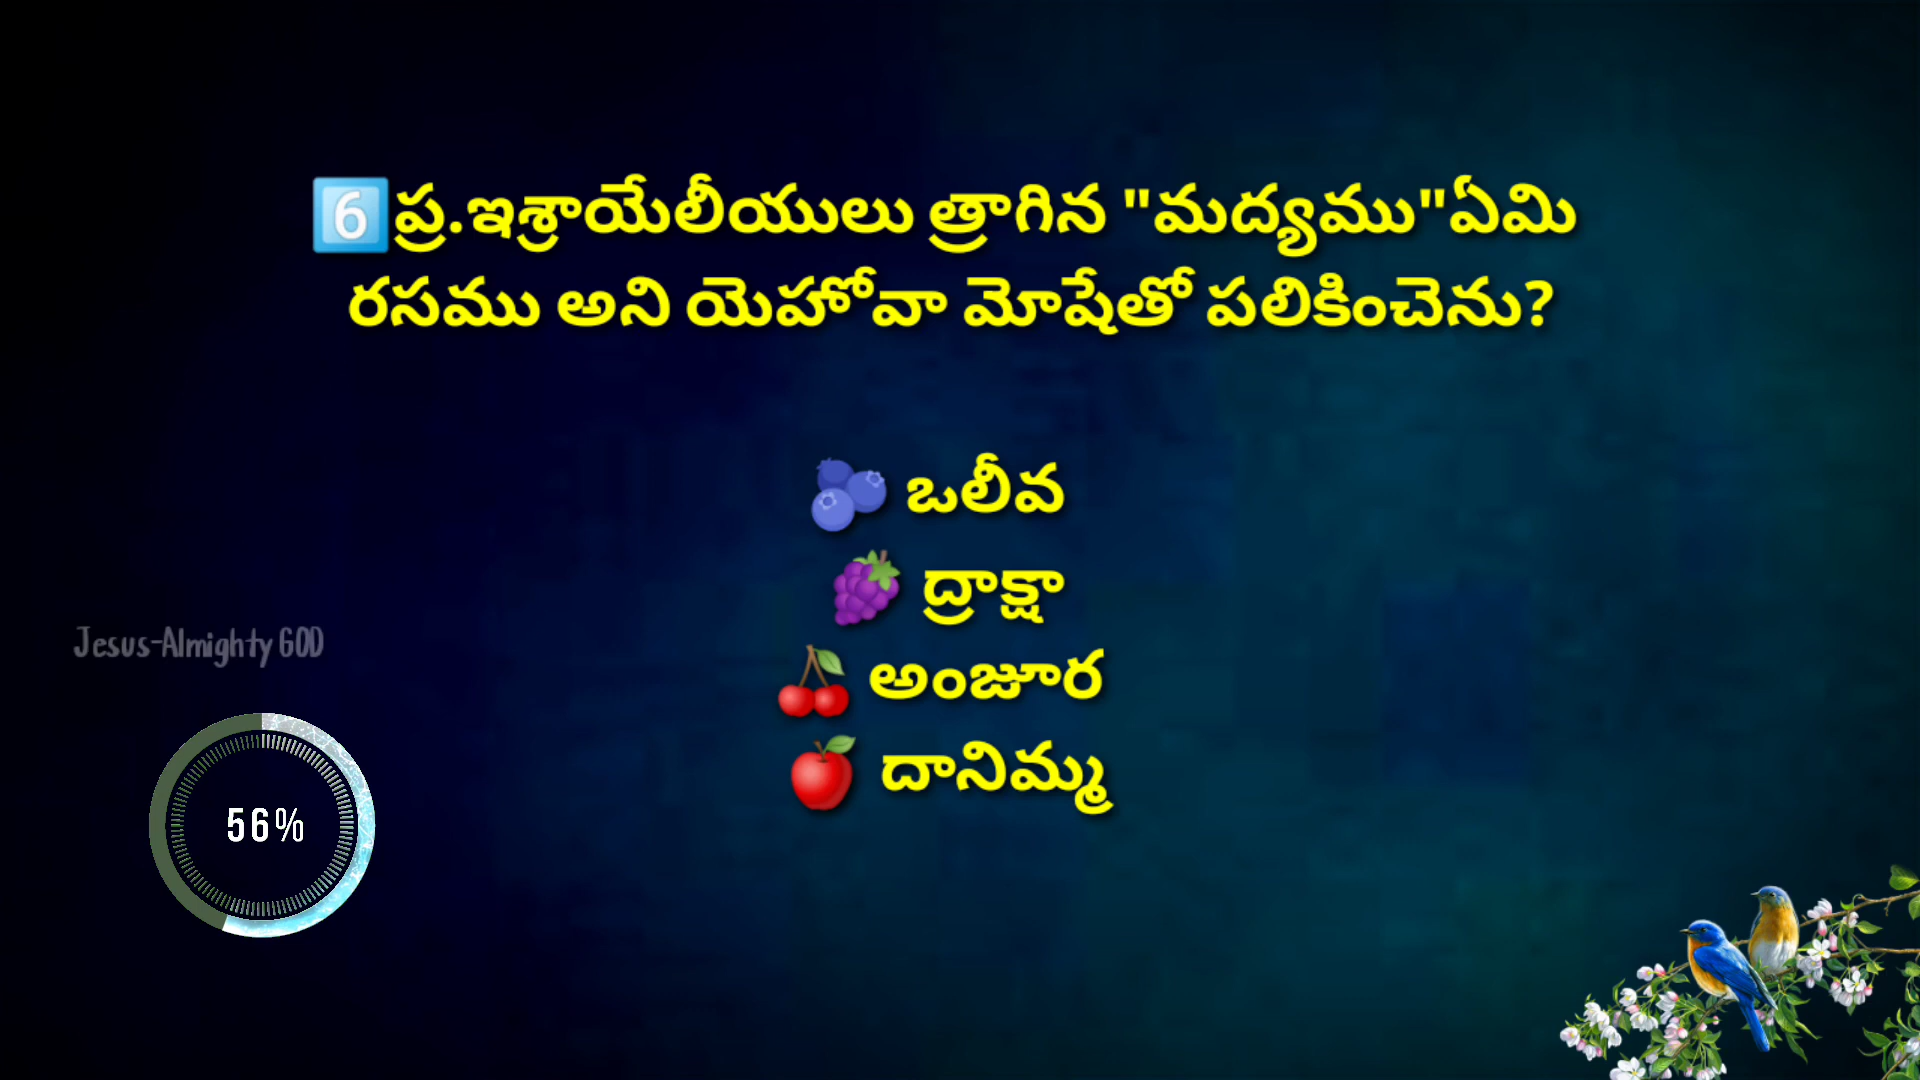 6️⃣ప్ర.ఇశ్రాయేలీయులు త్రాగిన "మద్యము"ఏమి
రసము అని యెహోవా మోషేతో పలికించెను?
🫐 ఒలీవ
🍇 ద్రాక్షా
🍒 అంజూర
🍎 దానిమ్మ
Jesus-Almighty GOD
56%